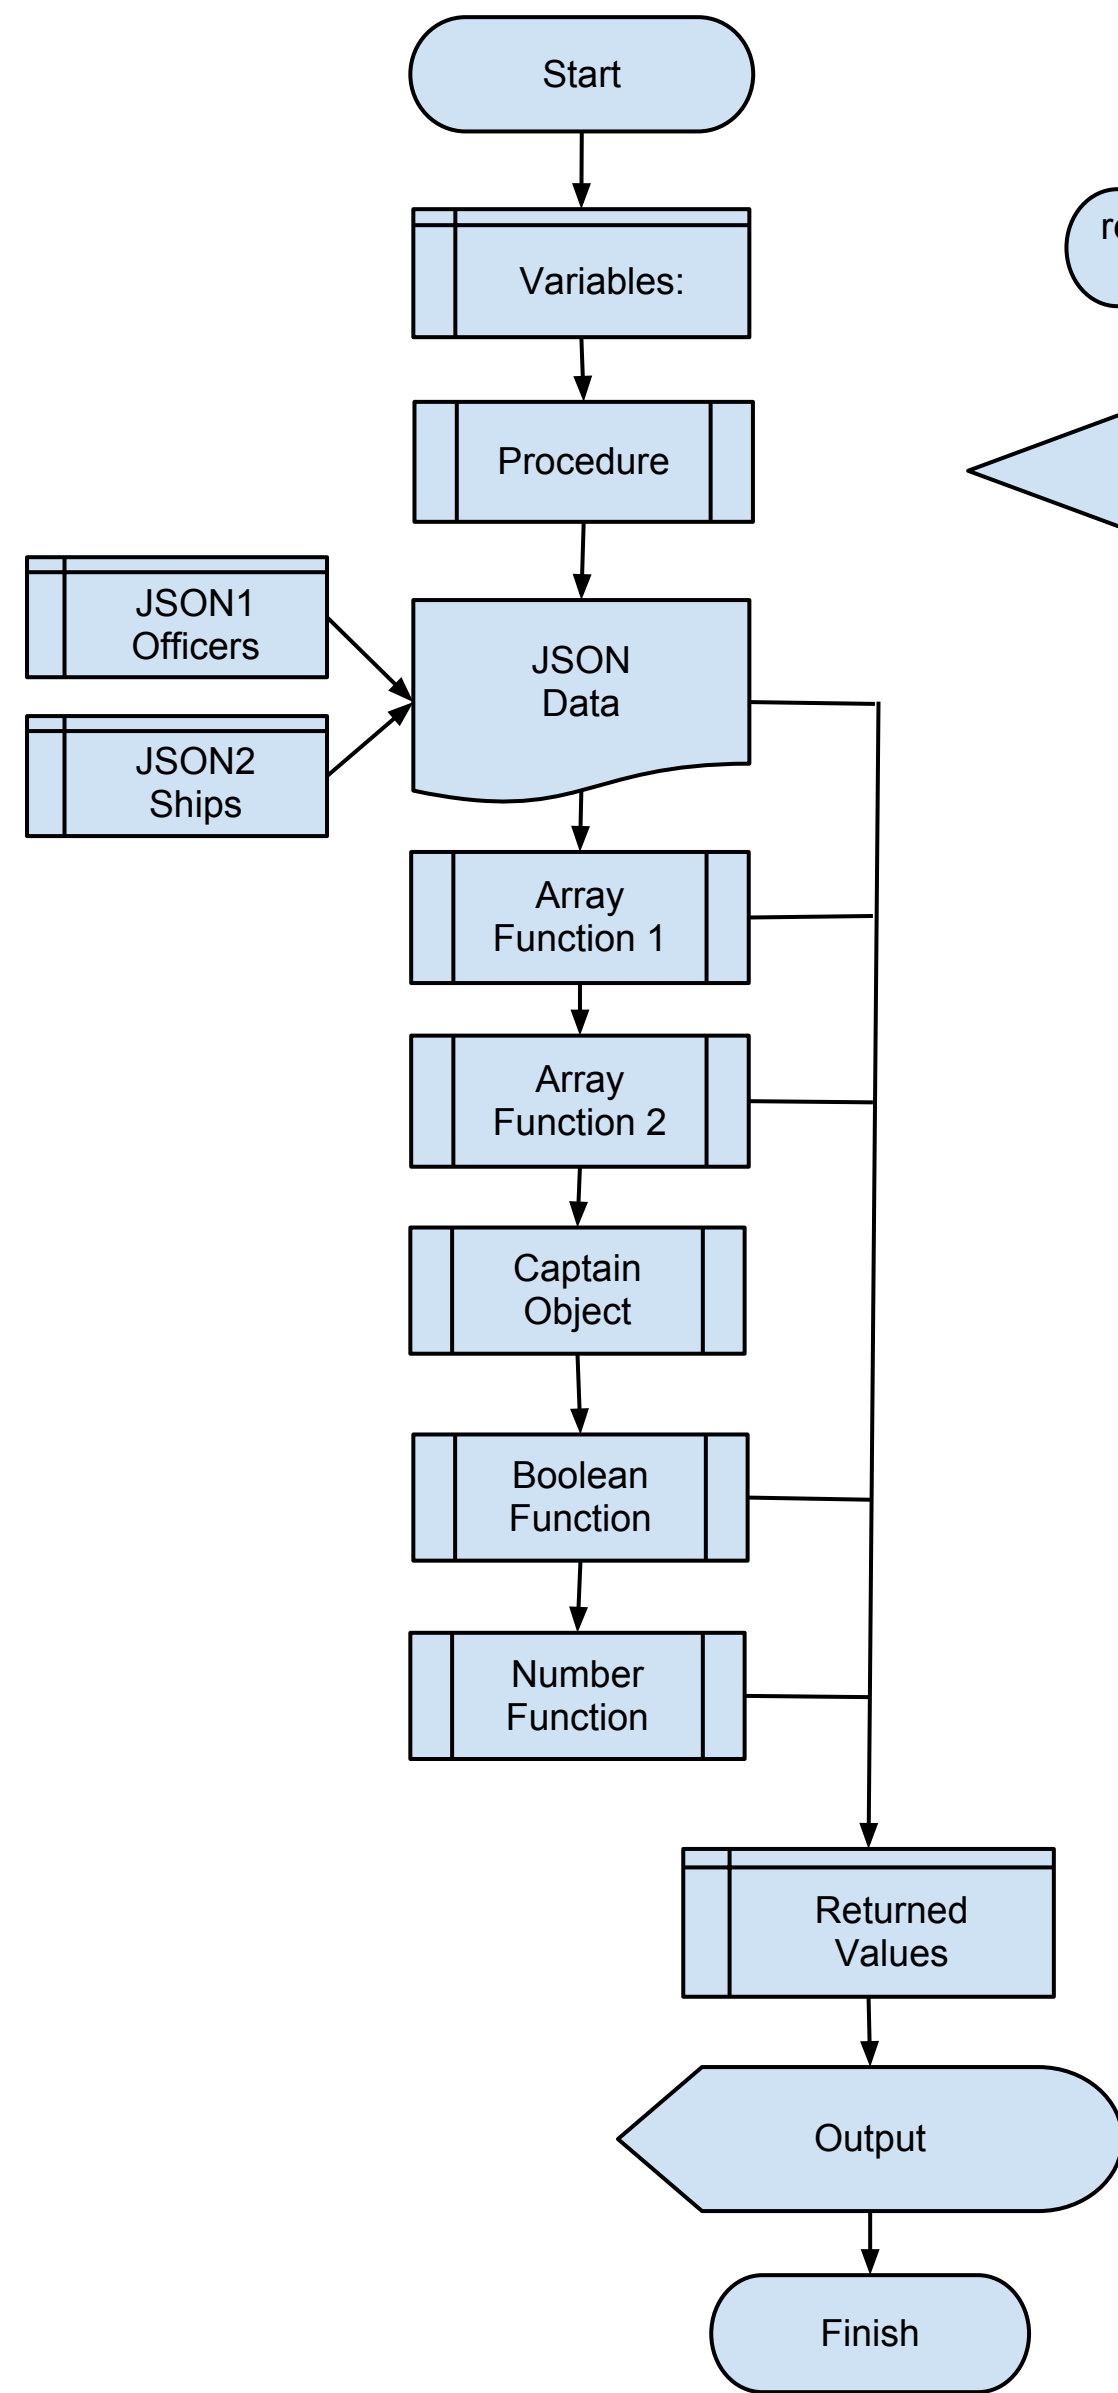 Start
Variables:
Procedure
JSON1
Officers
JSON
Data
JSON2
Ships
Array
Function 1
Array
Function 2
Captain
Object
Boolean
Function
Number
Function
Returned
Values
Output
Finish